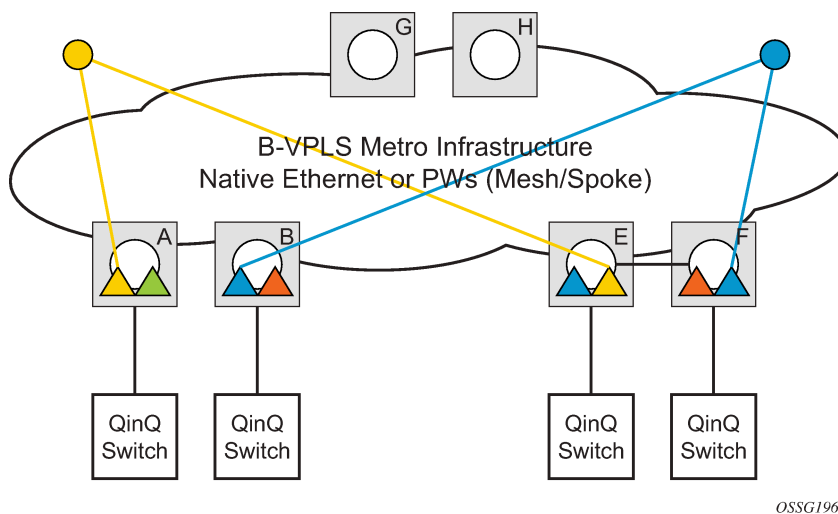 G
H
B-VPLS Metro Infrastructure
Native Ethernet or PWs (Mesh/Spoke)
A
B
E
F
QinQ
Switch
QinQ
Switch
QinQ
Switch
QinQ
Switch
OSSG196